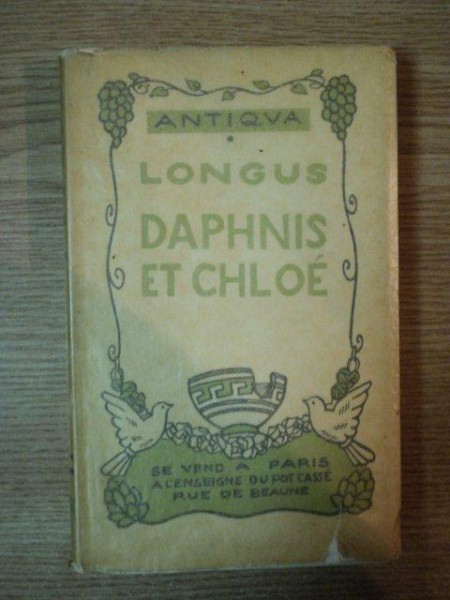 ANTIQVA
LONGUS
DAPHNIS
ET CHLOÉ
SE VEND A PARIS
A L'ENSEIGNE DU POT CASSÉ
RUE DE BEAUNE